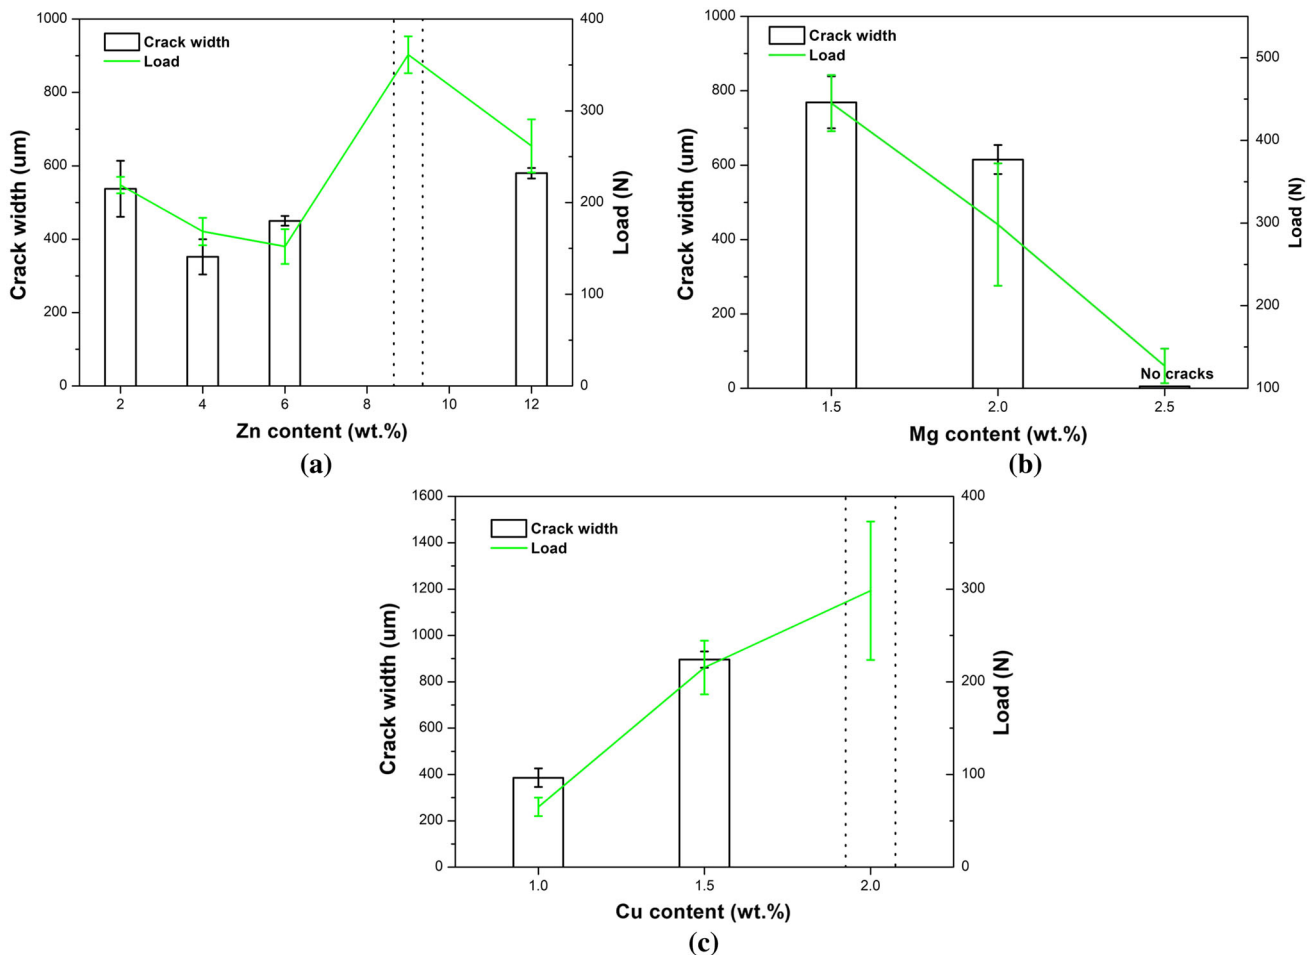 1000
800
600
400
200
0
Crack width (um)
Crack width
Load
400
300
200
100
0
Load (N)
2 4 6 8 10 12
Zn content (wt.%)
(a)
1000
800
600
400
200
0
Crack width (um)
Crack width
Load
No cracks
500
400
300
200
100
Load (N)
1.5 2.0 2.5
Mg content (wt.%)
(b)
1600
1400
1200
1000
800
600
400
200
0
Crack width (um)
Crack width
Load
400
300
200
100
0
Load (N)
1.0 1.5 2.0
Cu content (wt.%)
(c)